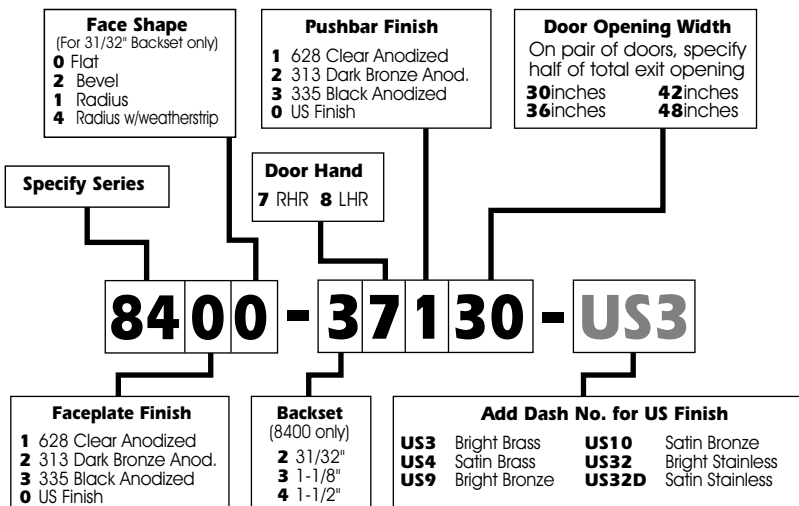 Face Shape
(For 31/32" Backset only)
0 Flat
2 Bevel
1 Radius
4 Radius w/weatherstrip
Pushbar Finish
1 628 Clear Anodized
2 313 Dark Bronze Anod.
3 335 Black Anodized
0 US Finish
Door Opening Width
On pair of doors, specify
half of total exit opening
30inches 42inches
36inches 48inches
Specify Series
Door Hand
7 RHR 8 LHR
8400-37130-US3
Faceplate Finish
1 628 Clear Anodized
2 313 Dark Bronze Anod.
3 335 Black Anodized
0 US Finish
Backset
(8400 only)
2 31/32"
3 1-1/8"
4 1-1/2"
Add Dash No. for US Finish
US3 Bright Brass US10 Satin Bronze
US4 Satin Brass US32 Bright Stainless
US9 Bright Bronze US32D Satin Stainless